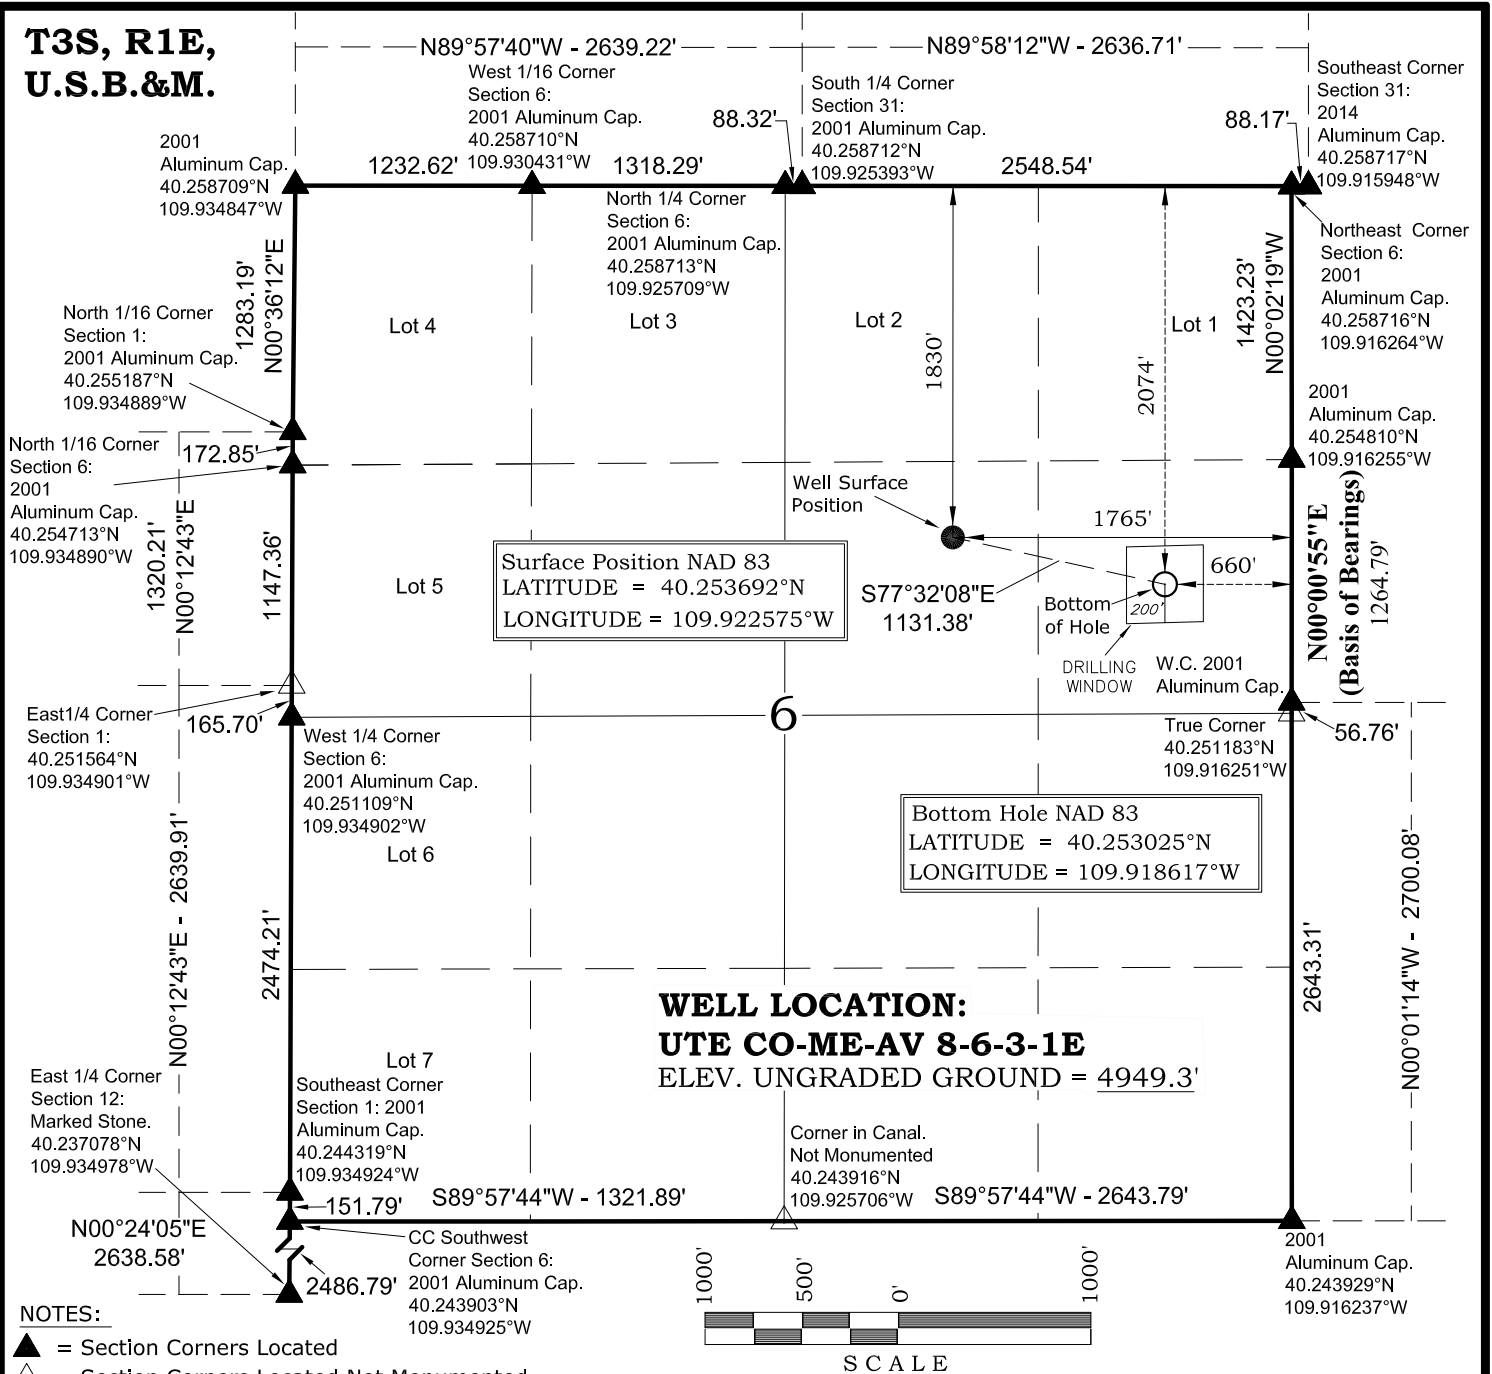 T3S, R1E,
U.S.B.&M.
N89°57'40"W - 2639.22'
N89°58'12"W - 2636.71'
West 1/16 Corner
Section 6:
2001 Aluminum Cap.
40.258710°N
109.930431°W
South 1/4 Corner
Section 31:
2001 Aluminum Cap.
40.258712°N
109.925393°W
Southeast Corner
Section 31:
2014
Aluminum Cap.
40.258717°N
109.915948°W
88.32'
88.17'
2001
Aluminum Cap.
40.258709°N
109.934847°W
1232.62'
1318.29'
2548.54'
North 1/4 Corner
Section 6:
2001 Aluminum Cap.
40.258713°N
109.925709°W
Northeast Corner
Section 6:
2001
Aluminum Cap.
40.258716°N
109.916264°W
1283.19'
N00°36'12"E
1423.23'
N00°02'19"W
North 1/16 Corner
Section 1:
2001 Aluminum Cap.
40.255187°N
109.934889°W
Lot 4
Lot 3
Lot 2
Lot 1
1830'
2074'
2001
Aluminum Cap.
40.254810°N
109.916255°W
North 1/16 Corner
Section 6:
2001
Aluminum Cap.
40.254713°N
109.934890°W
172.85'
1320.21'
N00°12'43"E
1147.36'
Lot 5
Well Surface
Position
1765'
Surface Position NAD 83
LATITUDE = 40.253692°N
LONGITUDE = 109.922575°W
S77°32'08"E
1131.38'
660'
Bottom
of Hole
200'
DRILLING
WINDOW
N00°00'55"E
(Basis of Bearings)
1264.79'
W.C. 2001
Aluminum Cap.
East1/4 Corner
Section 1:
40.251564°N
109.934901°W
165.70'
West 1/4 Corner
Section 6:
2001 Aluminum Cap.
40.251109°N
109.934902°W
6
True Corner
40.251183°N
109.916251°W
56.76'
Lot 6
Bottom Hole NAD 83
LATITUDE = 40.253025°N
LONGITUDE = 109.918617°W
N00°12'43"E - 2639.91'
2474.21'
2643.31'
N00°01'14"W - 2700.08'
WELL LOCATION:
UTE CO-ME-AV 8-6-3-1E
ELEV. UNGRADED GROUND = 4949.3'
Lot 7
East 1/4 Corner
Section 12:
Marked Stone.
40.237078°N
109.934978°W
Southeast Corner
Section 1: 2001
Aluminum Cap.
40.244319°N
109.934924°W
Corner in Canal.
Not Monumented
40.243916°N
109.925706°W
151.79'
S89°57'44"W - 1321.89'
S89°57'44"W - 2643.79'
N00°24'05"E
2638.58'
2486.79'
CC Southwest
Corner Section 6:
2001 Aluminum Cap.
40.243903°N
109.934925°W
2001
Aluminum Cap.
40.243929°N
109.916237°W
1000'
500'
0'
1000'
SCALE
NOTES:
= Section Corners Located
= Section Corners Located Not Monumented